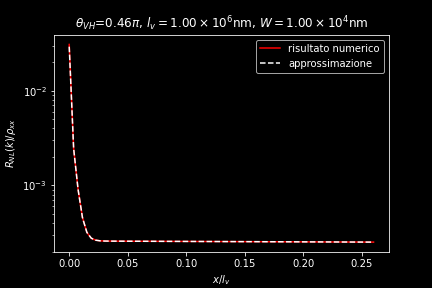 θ_VH=0.46π, l_v = 1.00 × 10^6nm, W = 1.00 × 10^4nm
risultato numerico
approssimazione
10^-2
10^-3
R_NL(k)/ρ_xx
0.00 0.05 0.10 0.15 0.20 0.25
x/l_v